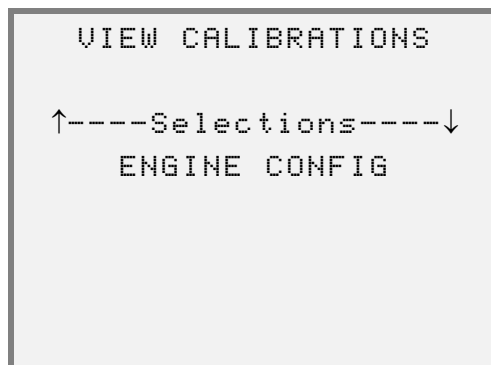 VIEW CALIBRATIONS
↑----Selections----↓
ENGINE CONFIG